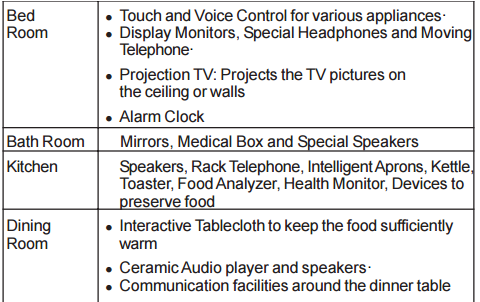 Bed
Room
• Touch and Voice Control for various appliances·
• Display Monitors, Special Headphones and Moving
Telephone·
• Projection TV: Projects the TV pictures on
the ceiling or walls
• Alarm Clock
Bath Room
Mirrors, Medical Box and Special Speakers
Kitchen
Speakers, Rack Telephone, Intelligent Aprons, Kettle,
Toaster, Food Analyzer, Health Monitor, Devices to
preserve food
Dining
Room
• Interactive Tablecloth to keep the food sufficiently
warm
• Ceramic Audio player and speakers·
• Communication facilities around the dinner table